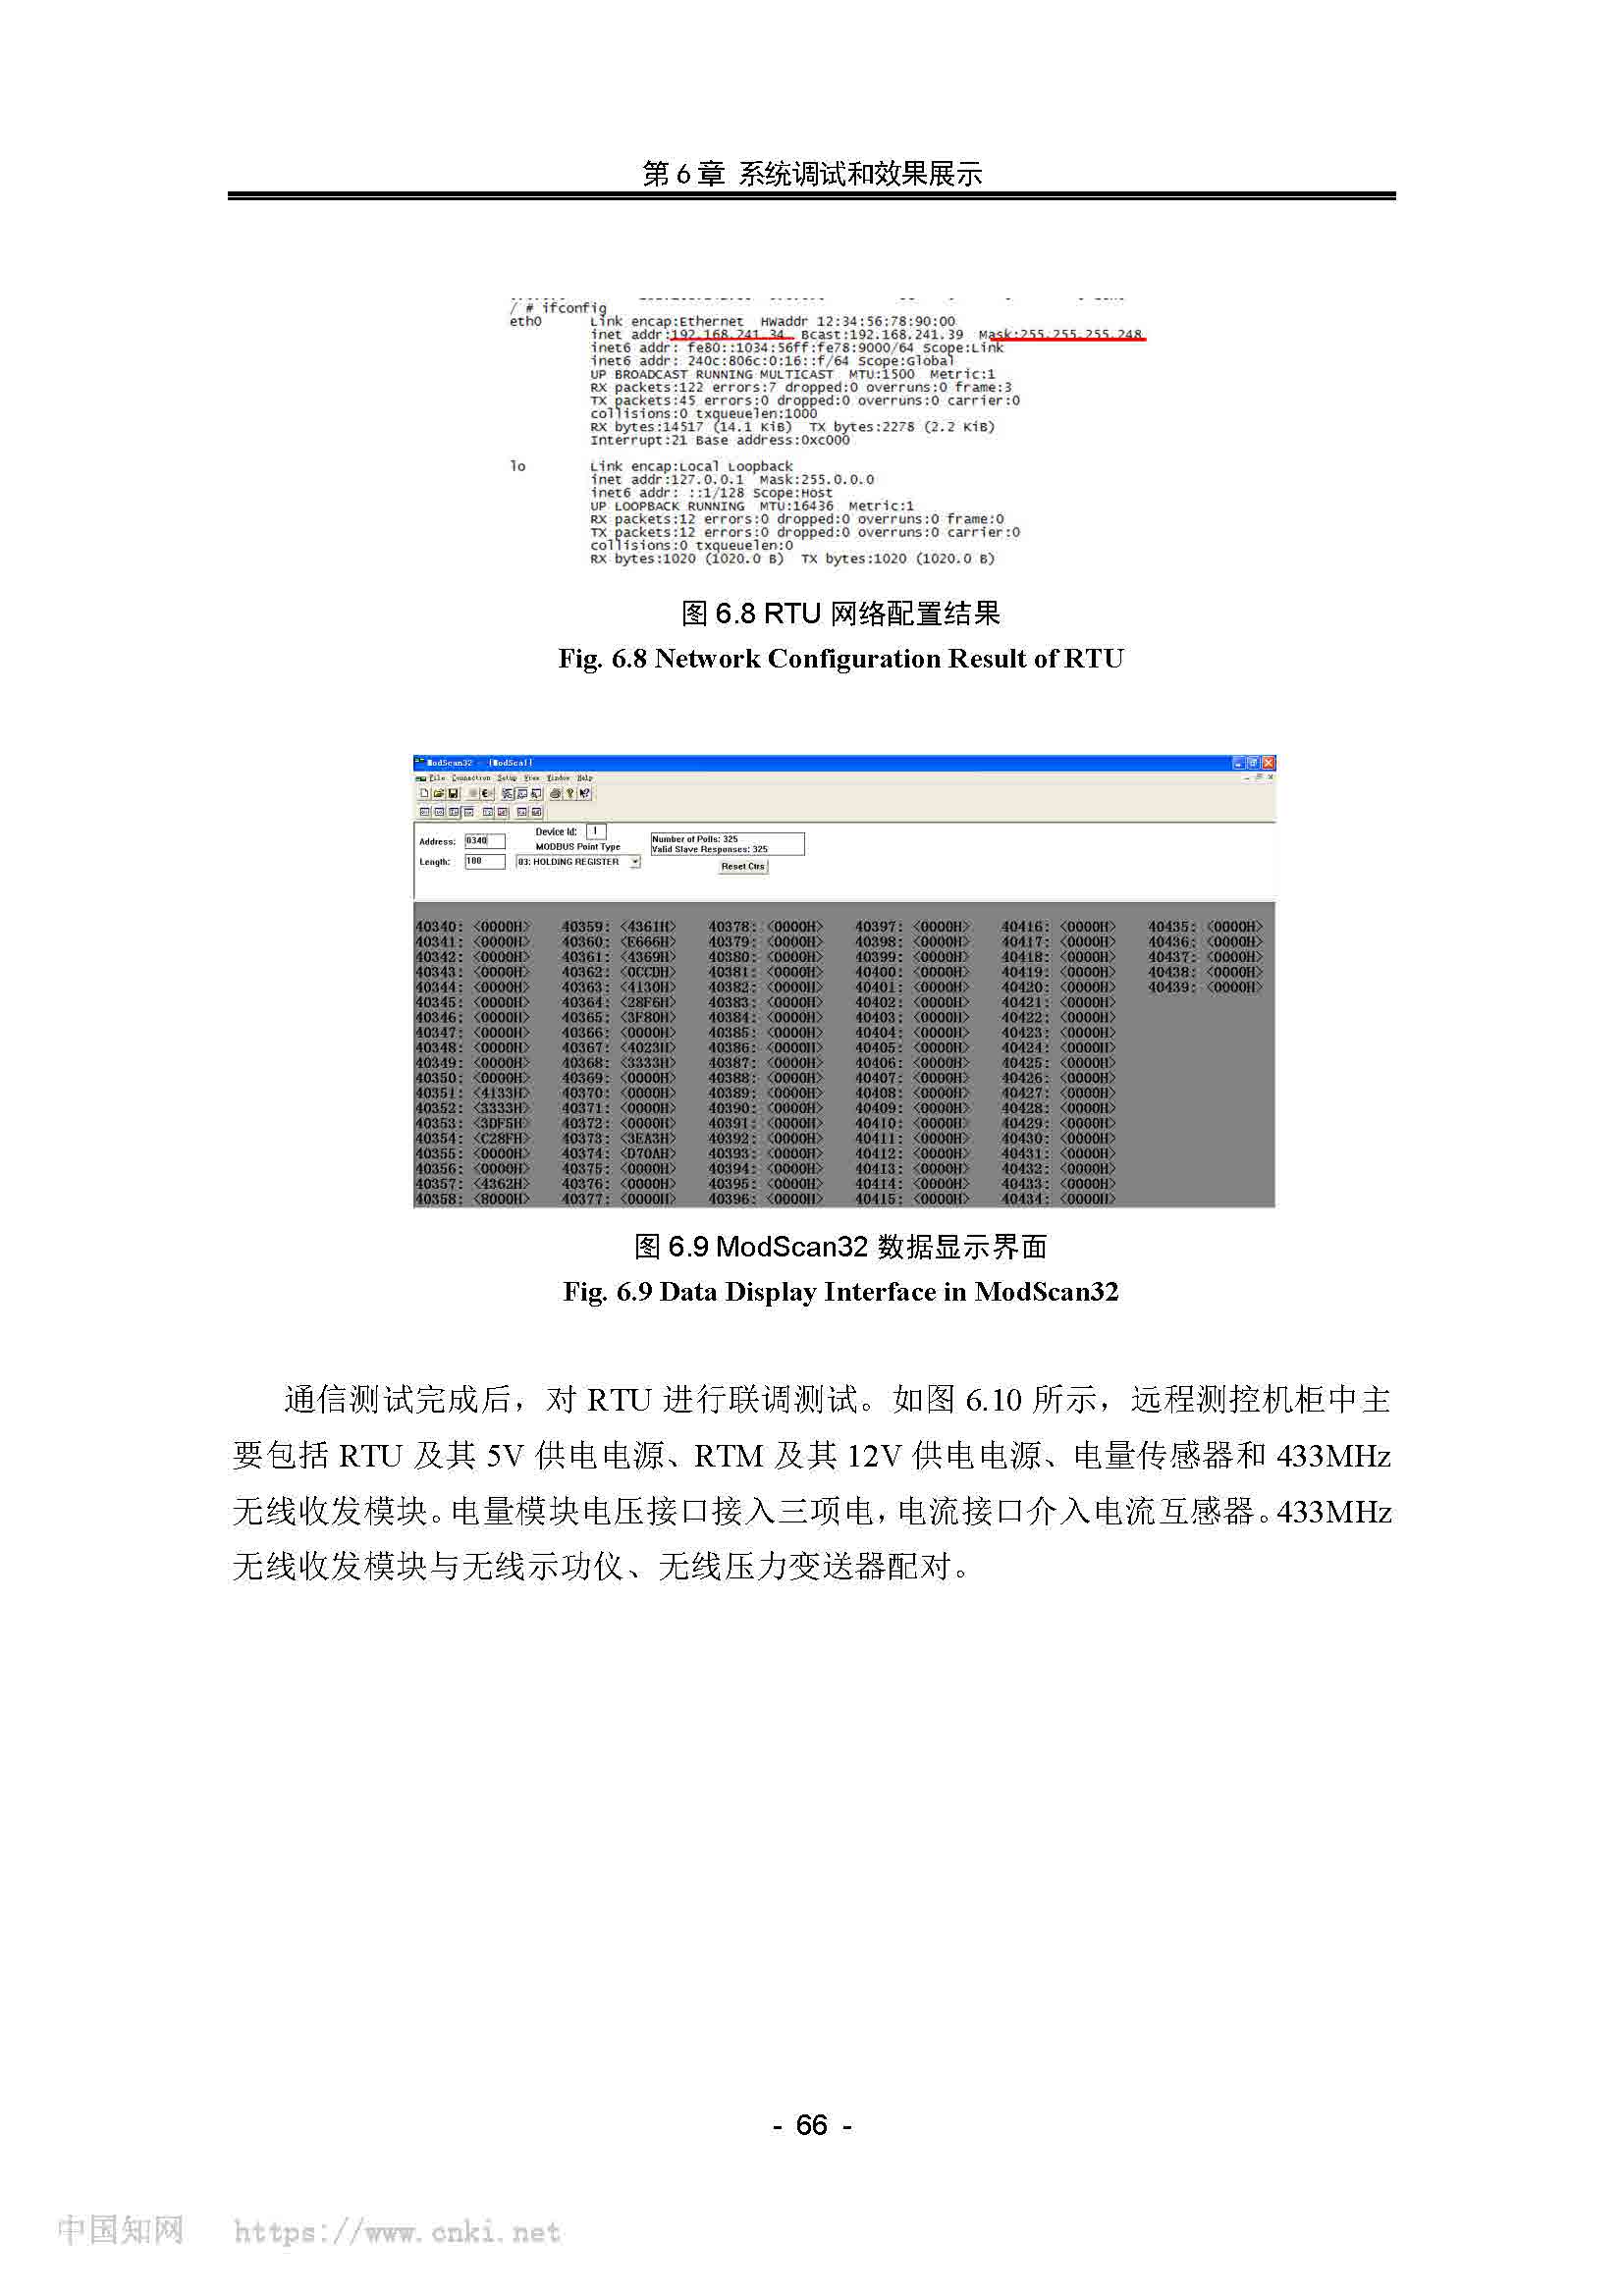 第 6 章 系统调试和效果展示
/ # ifconfig
eth0 Link encap:Ethernet HWaddr 12:34:56:78:90:00
inet addr:192.168.241.34 Bcast:192.168.241.39 Mask:255.255.255.248
inet6 addr: fe80::1034:56ff:fe78:9000/64 Scope:Link
inet6 addr: 240c:806c:0:16::f/64 Scope:Global
UP BROADCAST RUNNING MULTICAST MTU:1500 Metric:1
RX packets:122 errors:7 dropped:0 overruns:0 frame:3
TX packets:45 errors:0 dropped:0 overruns:0 carrier:0
collisions:0 txqueuelen:1000
RX bytes:14517 (14.1 KiB) TX bytes:2278 (2.2 KiB)
Interrupt:21 Base address:0xc000
lo Link encap:Local Loopback
inet addr:127.0.0.1 Mask:255.0.0.0
inet6 addr: ::1/128 Scope:Host
UP LOOPBACK RUNNING MTU:16436 Metric:1
RX packets:12 errors:0 dropped:0 overruns:0 frame:0
TX packets:12 errors:0 dropped:0 overruns:0 carrier:0
collisions:0 txqueuelen:0
RX bytes:1020 (1020.0 B) TX bytes:1020 (1020.0 B)
图 6.8 RTU 网络配置结果
Fig. 6.8 Network Configuration Result of RTU
ModScan32 - [ModSca1]
File Connection Setup View Window Help
Device Id: 1
Address: 0340 MODBUS Point Type
Number of Polls: 325
Valid Slave Responses: 325
Length: 100 03: HOLDING REGISTER
Reset Ctrs
40340: <0000H> 40359: <4361H> 40378: <0000H> 40397: <0000H> 40416: <0000H> 40435: <0000H>
40341: <0000H> 40360: <E666H> 40379: <0000H> 40398: <0000H> 40417: <0000H> 40436: <0000H>
40342: <0000H> 40361: <4369H> 40380: <0000H> 40399: <0000H> 40418: <0000H> 40437: <0000H>
40343: <0000H> 40362: <0CCDH> 40381: <0000H> 40400: <0000H> 40419: <0000H> 40438: <0000H>
40344: <0000H> 40363: <4130H> 40382: <0000H> 40401: <0000H> 40420: <0000H> 40439: <0000H>
40345: <0000H> 40364: <28F6H> 40383: <0000H> 40402: <0000H> 40421: <0000H>
40346: <0000H> 40365: <3F80H> 40384: <0000H> 40403: <0000H> 40422: <0000H>
40347: <0000H> 40366: <0000H> 40385: <0000H> 40404: <0000H> 40423: <0000H>
40348: <0000H> 40367: <4023H> 40386: <0000H> 40405: <0000H> 40424: <0000H>
40349: <0000H> 40368: <3333H> 40387: <0000H> 40406: <0000H> 40425: <0000H>
40350: <0000H> 40369: <0000H> 40388: <0000H> 40407: <0000H> 40426: <0000H>
40351: <4133H> 40370: <0000H> 40389: <0000H> 40408: <0000H> 40427: <0000H>
40352: <3333H> 40371: <0000H> 40390: <0000H> 40409: <0000H> 40428: <0000H>
40353: <3DF5H> 40372: <0000H> 40391: <0000H> 40410: <0000H> 40429: <0000H>
40354: <C28FH> 40373: <3EA3H> 40392: <0000H> 40411: <0000H> 40430: <0000H>
40355: <0000H> 40374: <D70AH> 40393: <0000H> 40412: <0000H> 40431: <0000H>
40356: <0000H> 40375: <0000H> 40394: <0000H> 40413: <0000H> 40432: <0000H>
40357: <4362H> 40376: <0000H> 40395: <0000H> 40414: <0000H> 40433: <0000H>
40358: <8000H> 40377: <0000H> 40396: <0000H> 40415: <0000H> 40434: <0000H>
图 6.9 ModScan32 数据显示界面
Fig. 6.9 Data Display Interface in ModScan32
通信测试完成后，对 RTU 进行联调测试。如图 6.10 所示，远程测控机柜中主
要包括 RTU 及其 5V 供电电源、RTM 及其 12V 供电电源、电量传感器和 433MHz
无线收发模块。电量模块电压接口接入三项电，电流接口介入电流互感器。433MHz
无线收发模块与无线示功仪、无线压力变送器配对。
- 66 -
中国知网 https://www.cnki.net